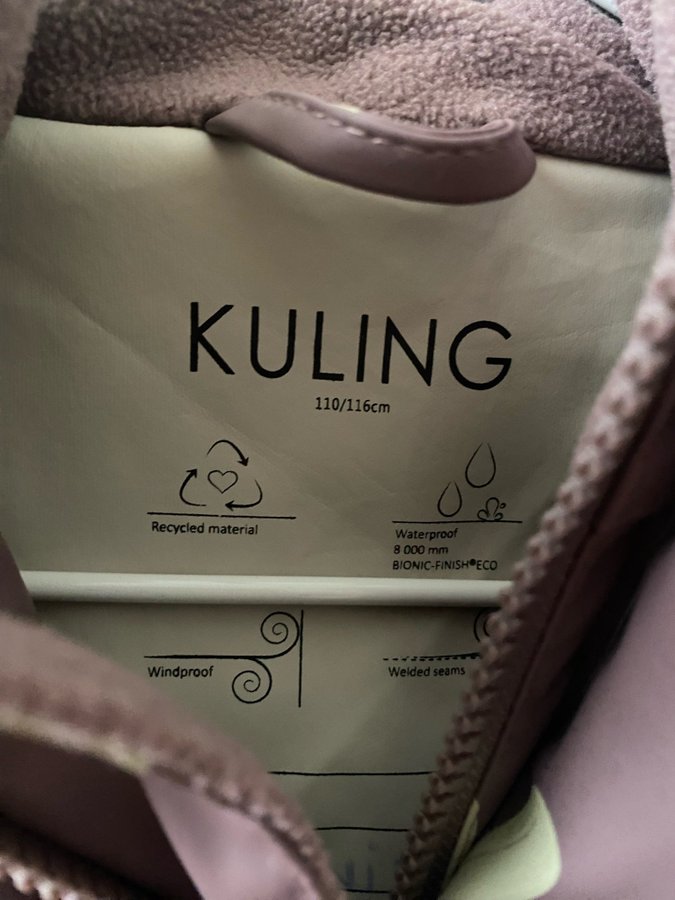 KULING
110/116cm
Recycled material
Waterproof
8 000 mm
BIONIC-FINISH®ECO
Windproof
Welded seams